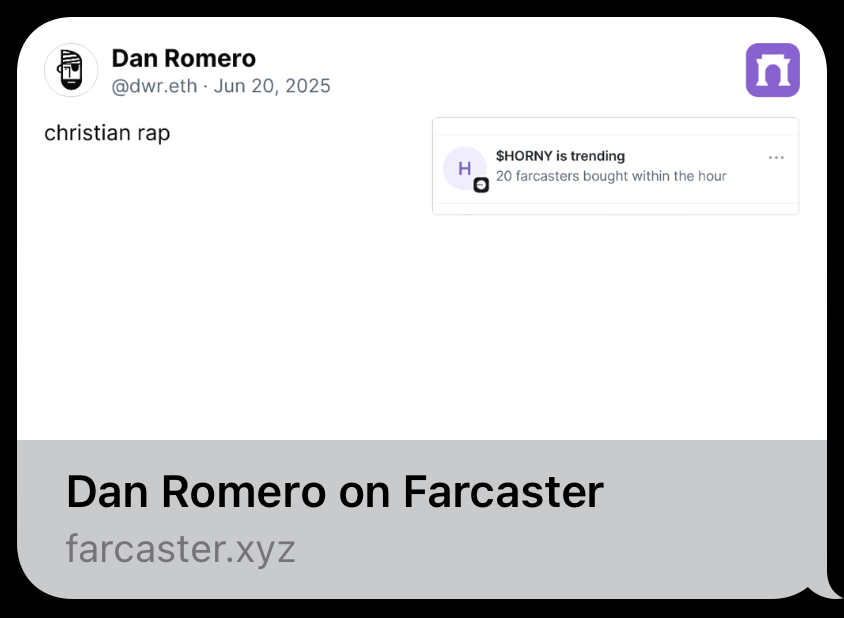 Dan Romero
@dwr.eth · Jun 20, 2025
christian rap
H
$HORNY is trending
20 farcasters bought within the hour
Dan Romero on Farcaster
farcaster.xyz